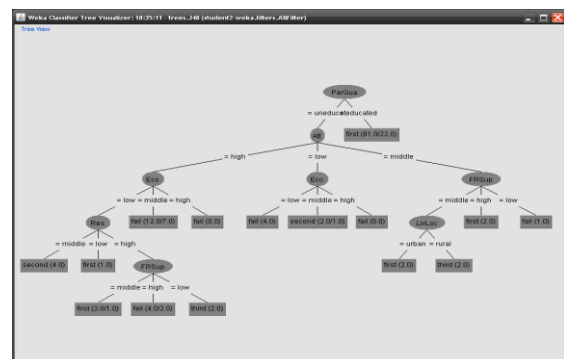 Weka Classifier Tree Visualizer: 18:35:11 - trees.J48 (student7-weka.filters.AllFilter)
Tree View
ParQua
= uneduc educated
Att first (81.0/22.0)
= high = low = middle
Eco Eco FRSup
= low = middle = high = low = middle = high = middle = high = low
Res fail (12.0/7.0) fail (0.0) fail (4.0) second (2.0/1.0) fail (0.0) LivLoc first (2.0) fail (1.0)
= middle = low = high = urban = rural
second (4.0) first (1.0) FRSup first (2.0) third (2.0)
= middle = high = low
first (3.0/1.0) fail (4.0/2.0) third (2.0)